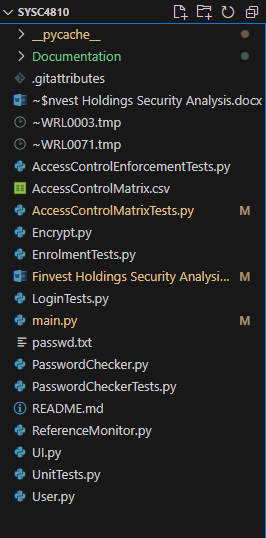 SYSC4810
__pycache__
Documentation
.gitattributes
~$nvest Holdings Security Analysis.docx
~WRL0003.tmp
~WRL0071.tmp
AccessControlEnforcementTests.py
AccessControlMatrix.csv
AccessControlMatrixTests.py M
Encrypt.py
EnrolmentTests.py
Finvest Holdings Security Analysi... M
LoginTests.py
main.py M
passwd.txt
PasswordChecker.py
PasswordCheckerTests.py
README.md
ReferenceMonitor.py
UI.py
UnitTests.py
User.py